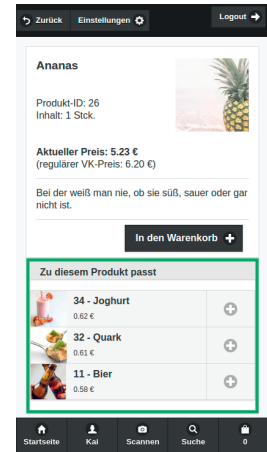 Zurück Einstellungen Logout
Ananas
Produkt-ID: 26
Inhalt: 1 Stck.
Aktueller Preis: 5.23 €
(regulärer VK-Preis: 6.20 €)
Bei der weiß man nie, ob sie süß, sauer oder gar
nicht ist.
In den Warenkorb
Zu diesem Produkt passt
34 - Joghurt
0.62 €
32 - Quark
0.61 €
11 - Bier
0.58 €
Startseite Kai Scannen Suche 0